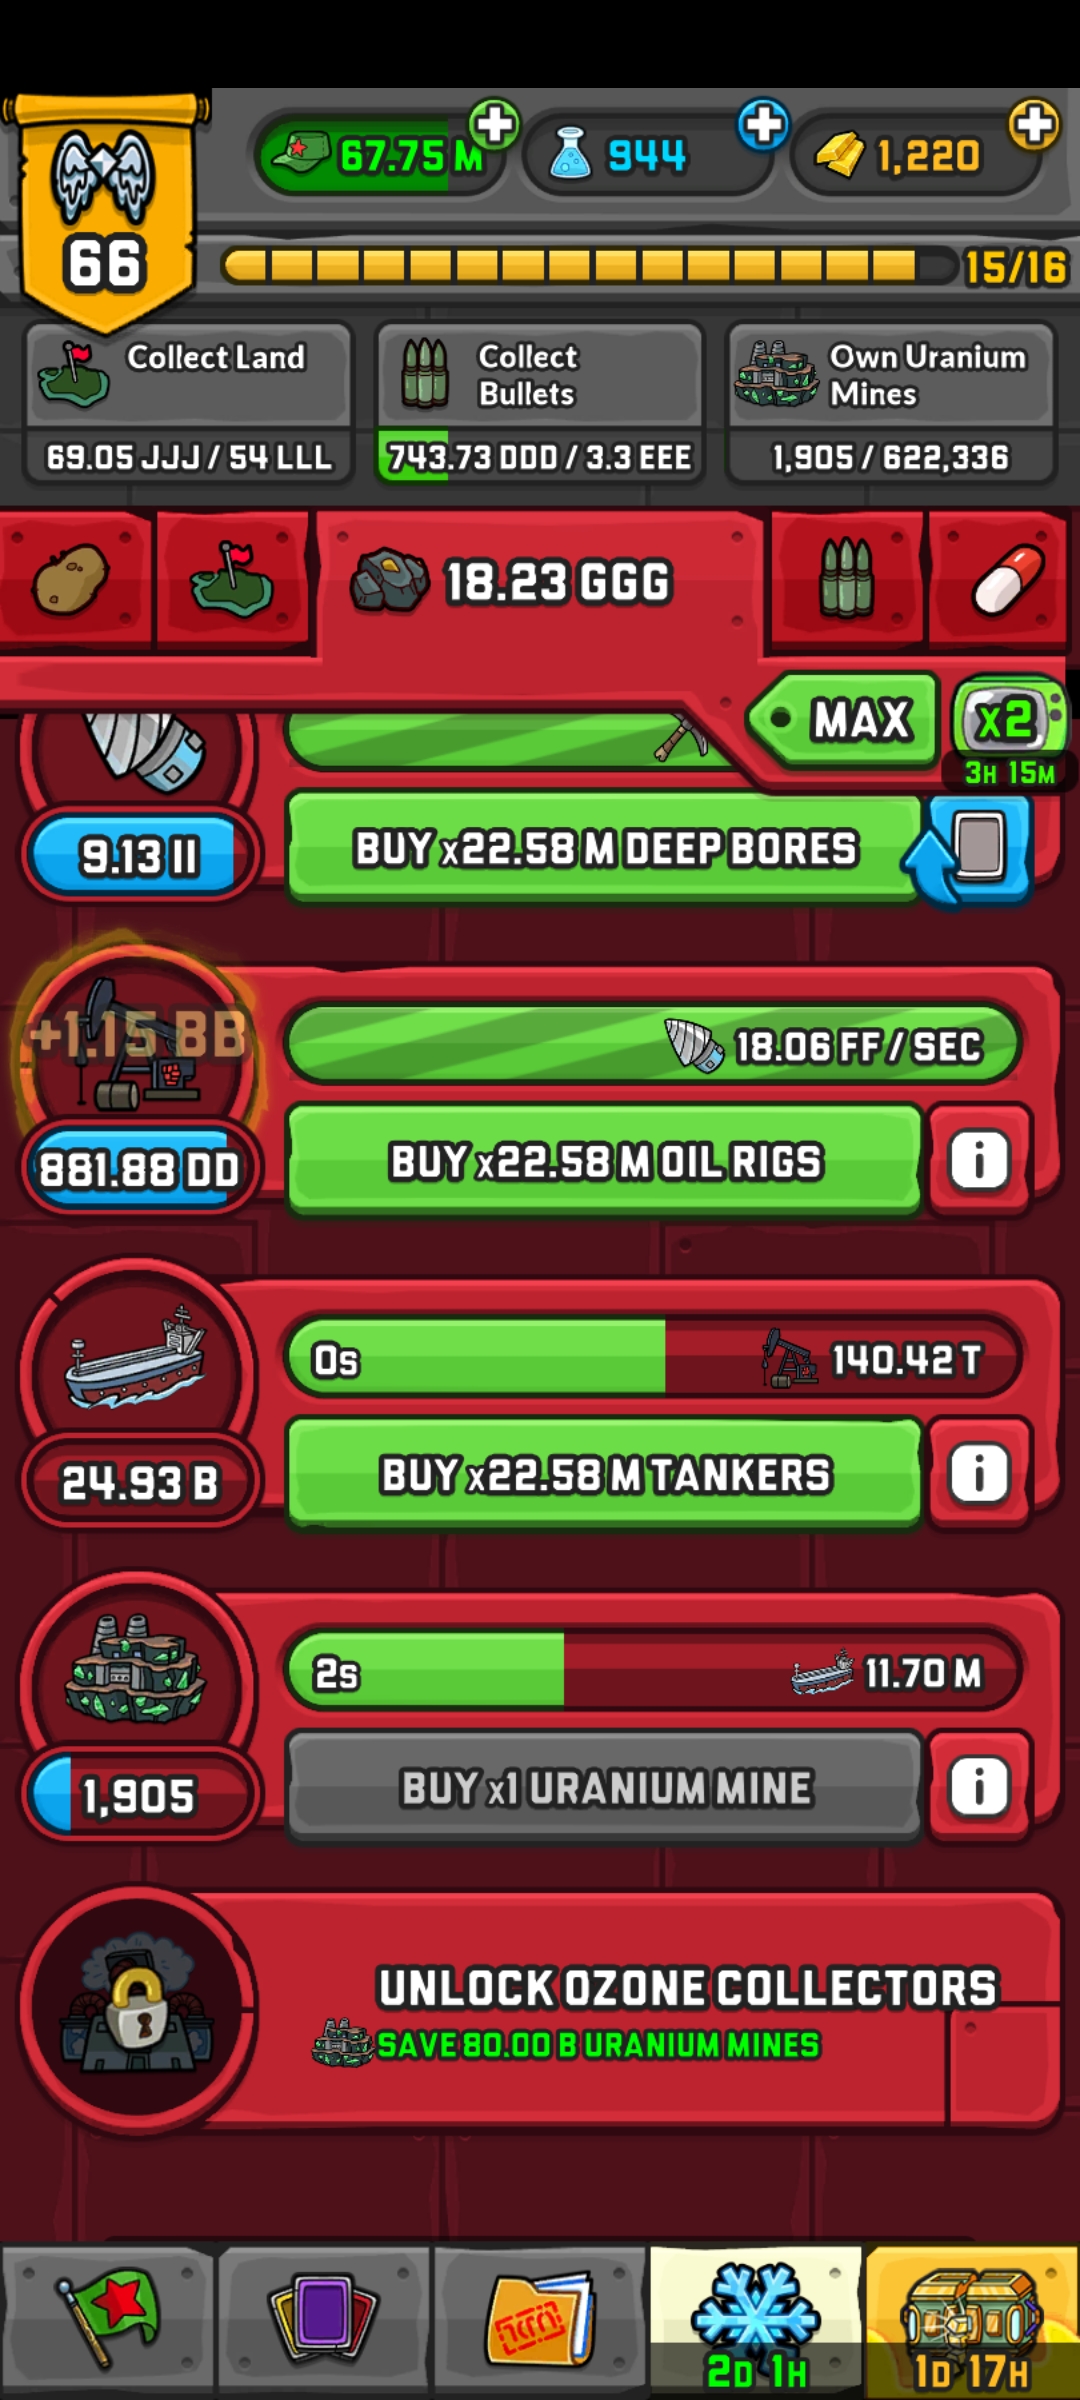 66
67.75 M
944
1,220
15/16
Collect Land
69.05 JJJ / 54 LLL
Collect
Bullets
743.73 DDD / 3.3 EEE
Own Uranium
Mines
1,905 / 622,336
18.23 GGG
MAX
x2
3H 15M
9.13 II
BUY x22.58 M DEEP BORES
+1.15 BB
18.06 FF / SEC
881.88 DD
BUY x22.58 M OIL RIGS
i
0s
140.42 T
24.93 B
BUY x22.58 M TANKERS
i
2s
11.70 M
1,905
BUY x1 URANIUM MINE
i
UNLOCK OZONE COLLECTORS
SAVE 80.00 B URANIUM MINES
2D 1H
1D 17H